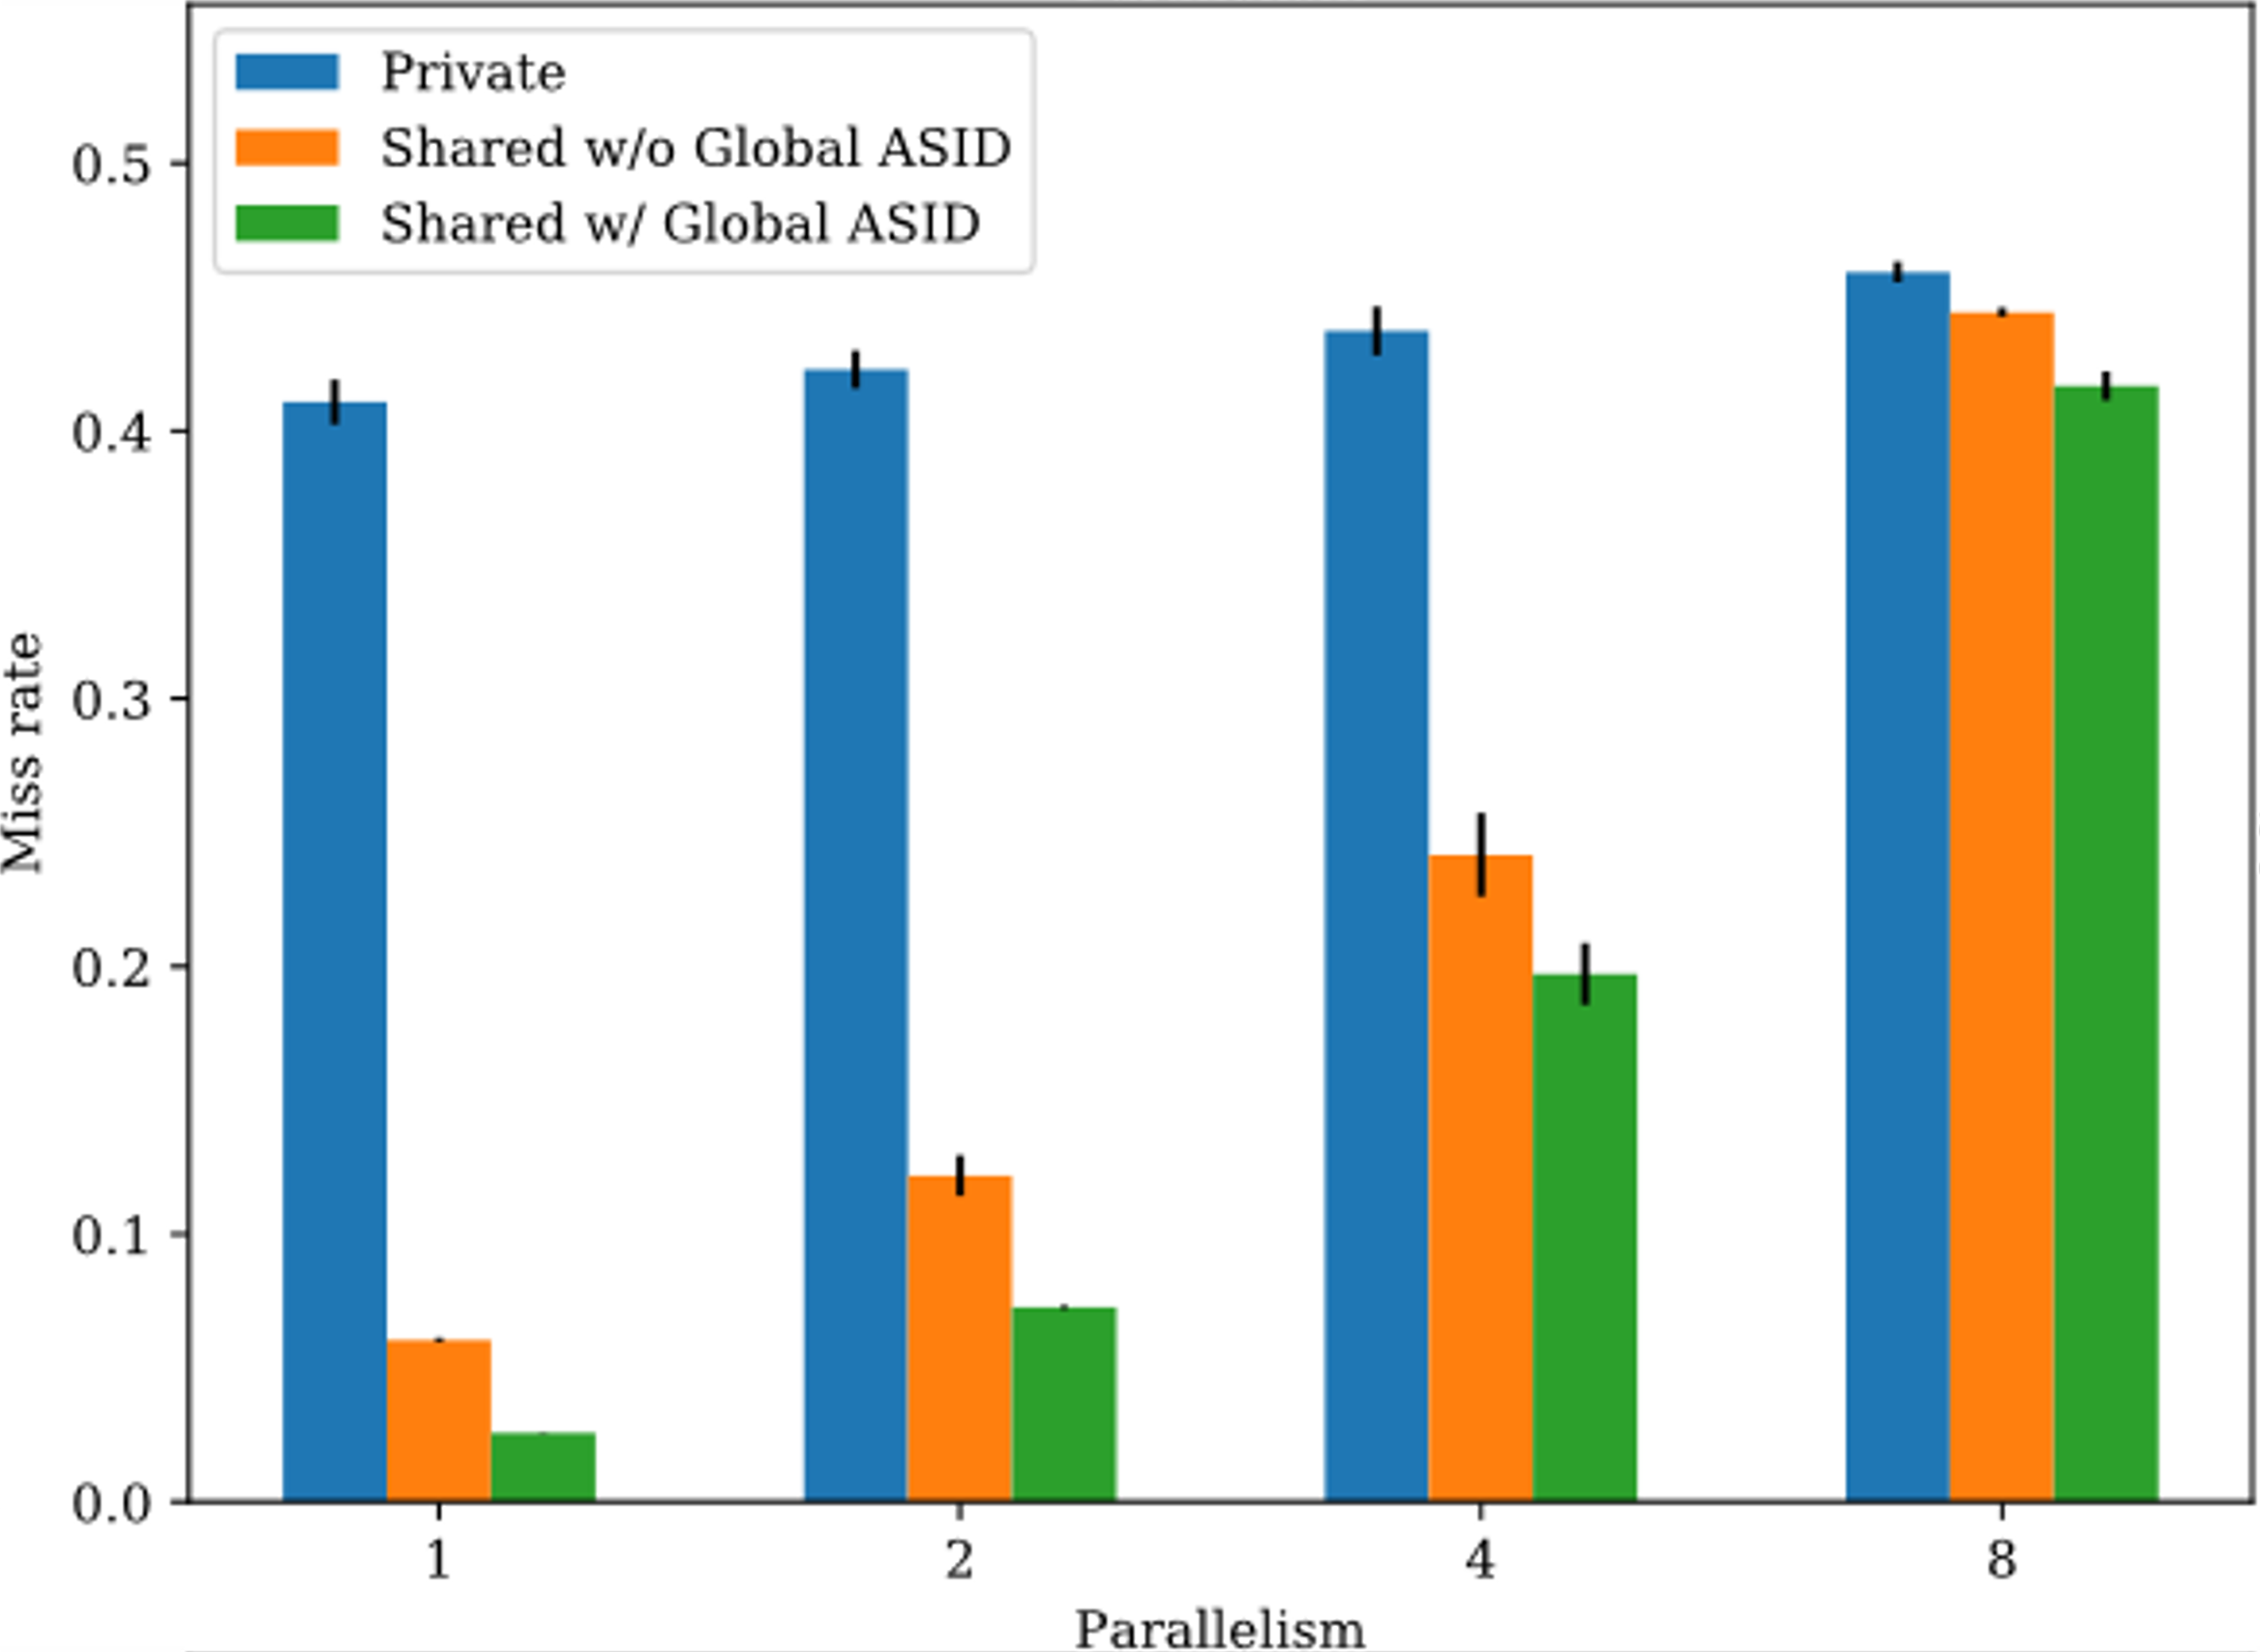 Private
Shared w/o Global ASID
Shared w/ Global ASID
0.5
0.4
0.3
0.2
0.1
0.0
Miss rate
1 2 4 8
Parallelism